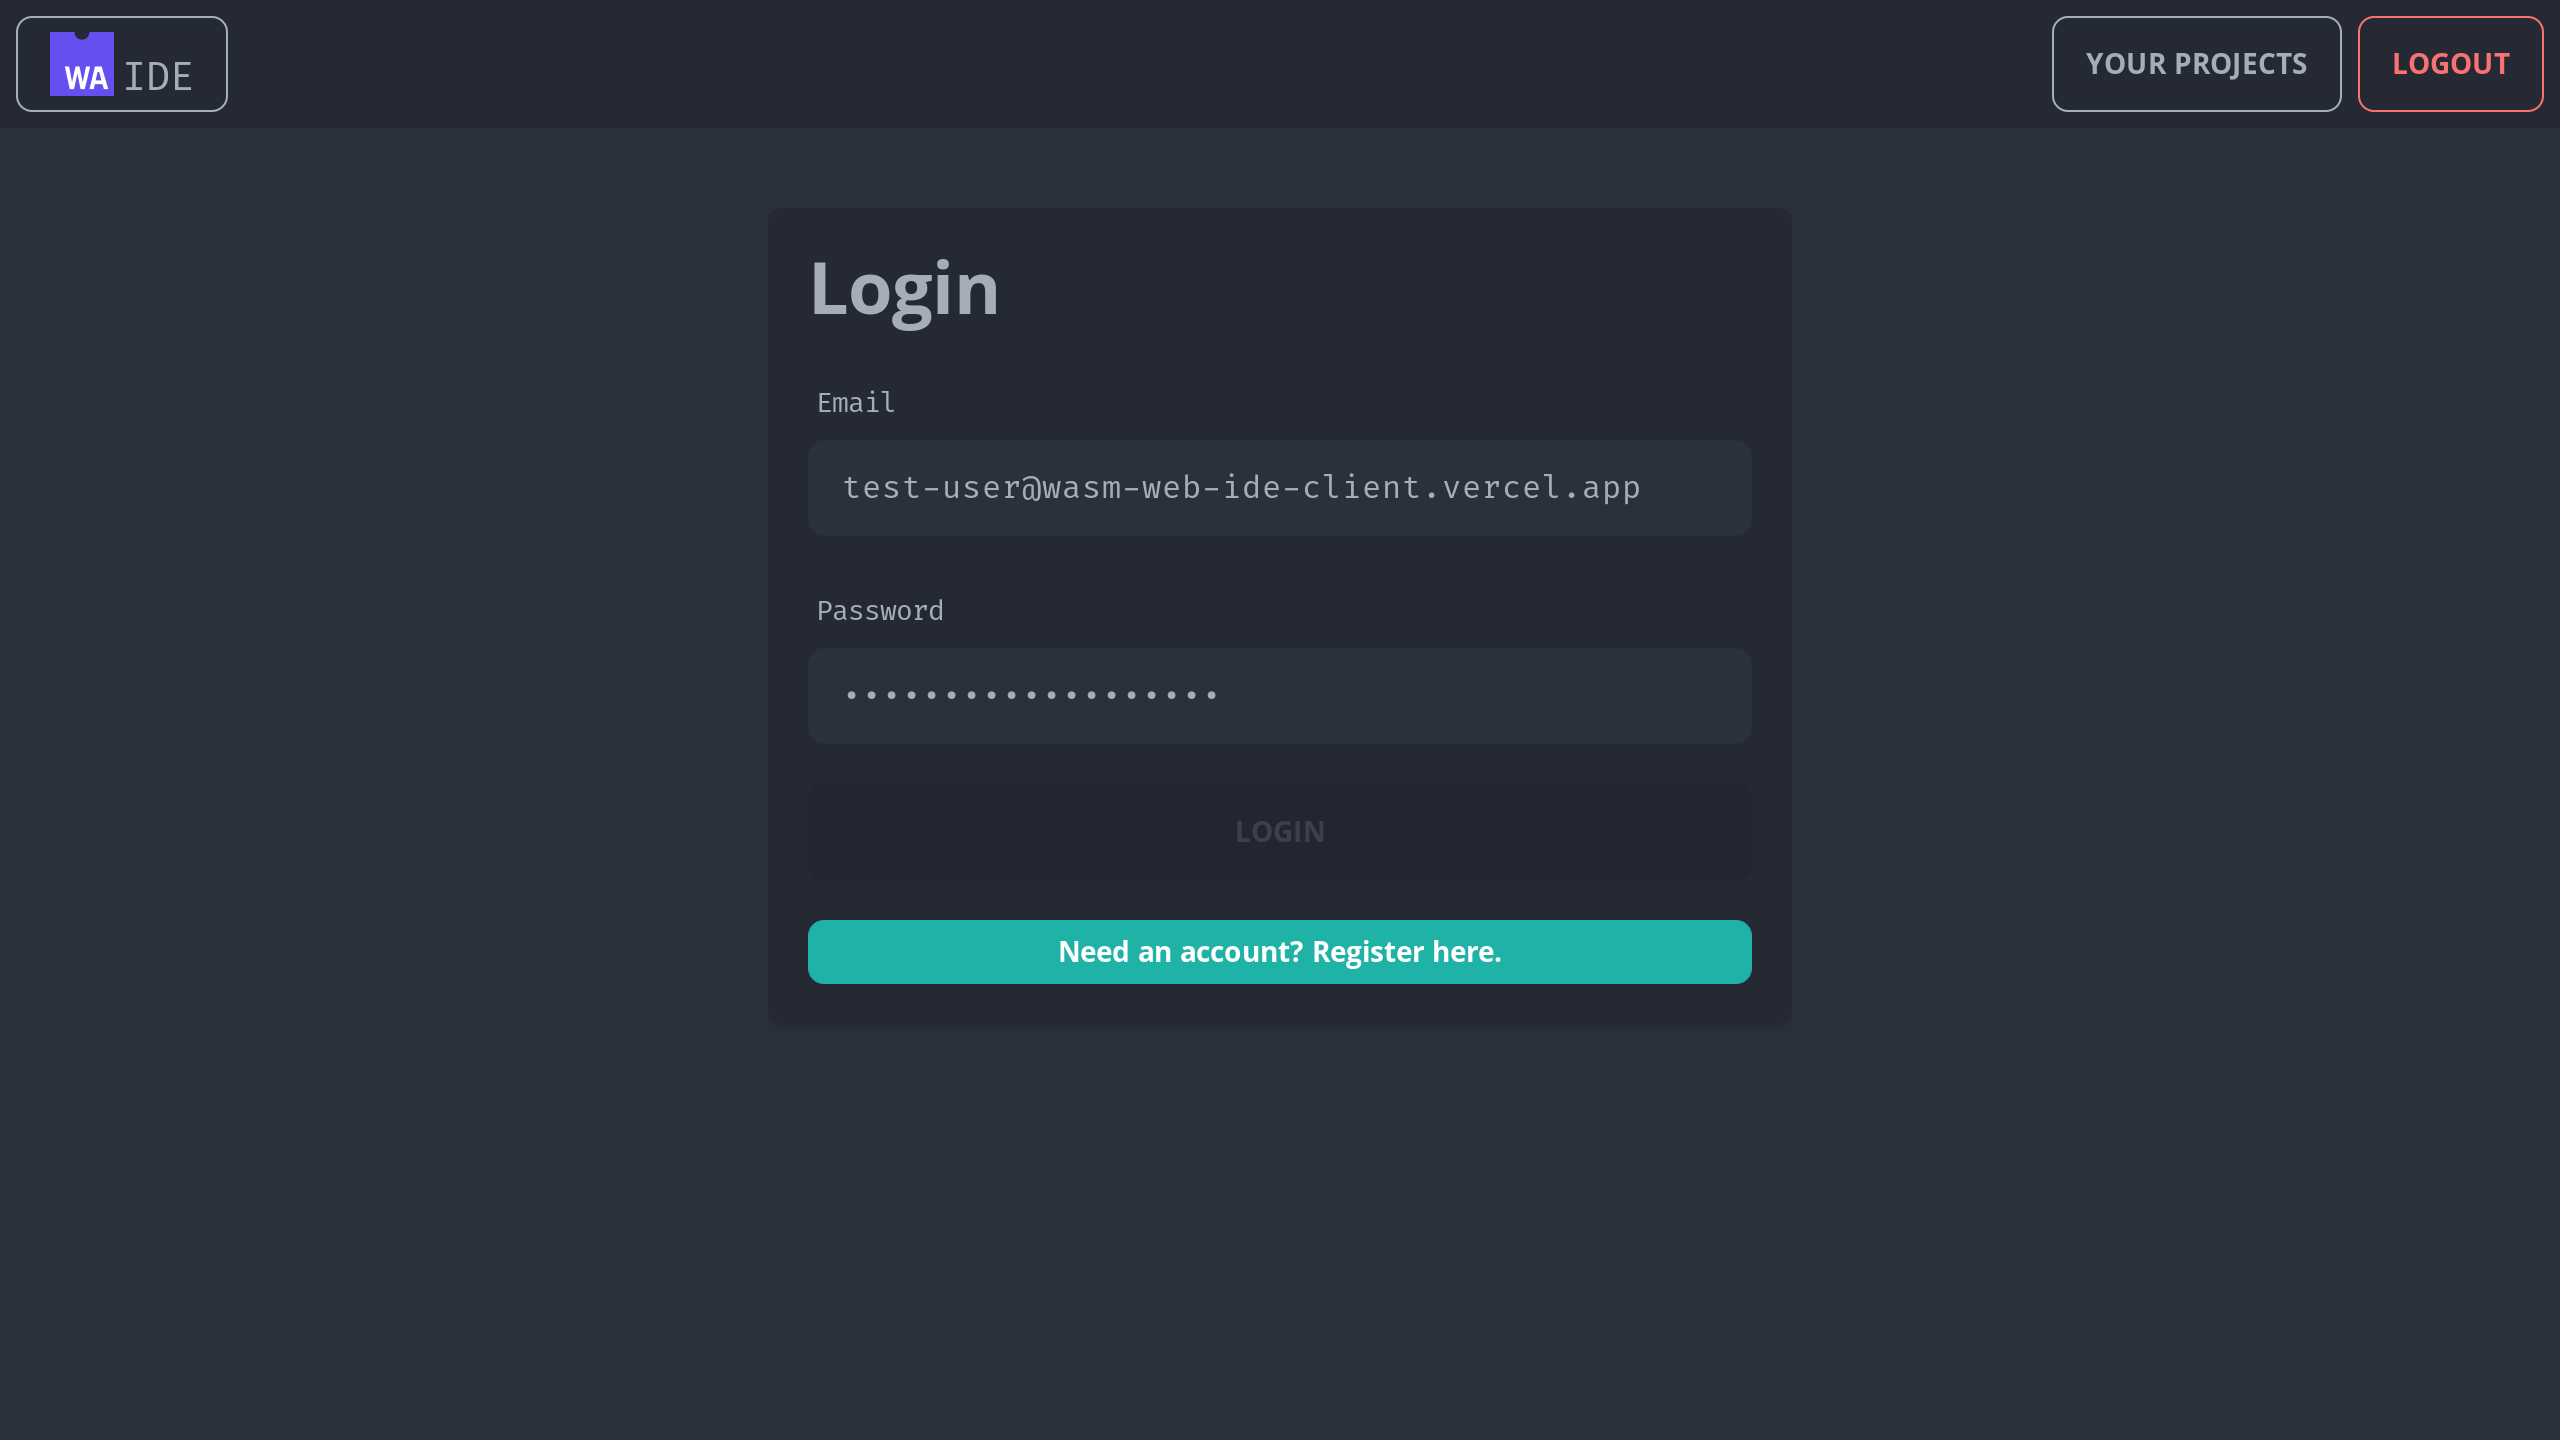 WA IDE
YOUR PROJECTS
LOGOUT
Login
Email
test-user@wasm-web-ide-client.vercel.app
Password
•••••••••••••••••••
LOGIN
Need an account? Register here.